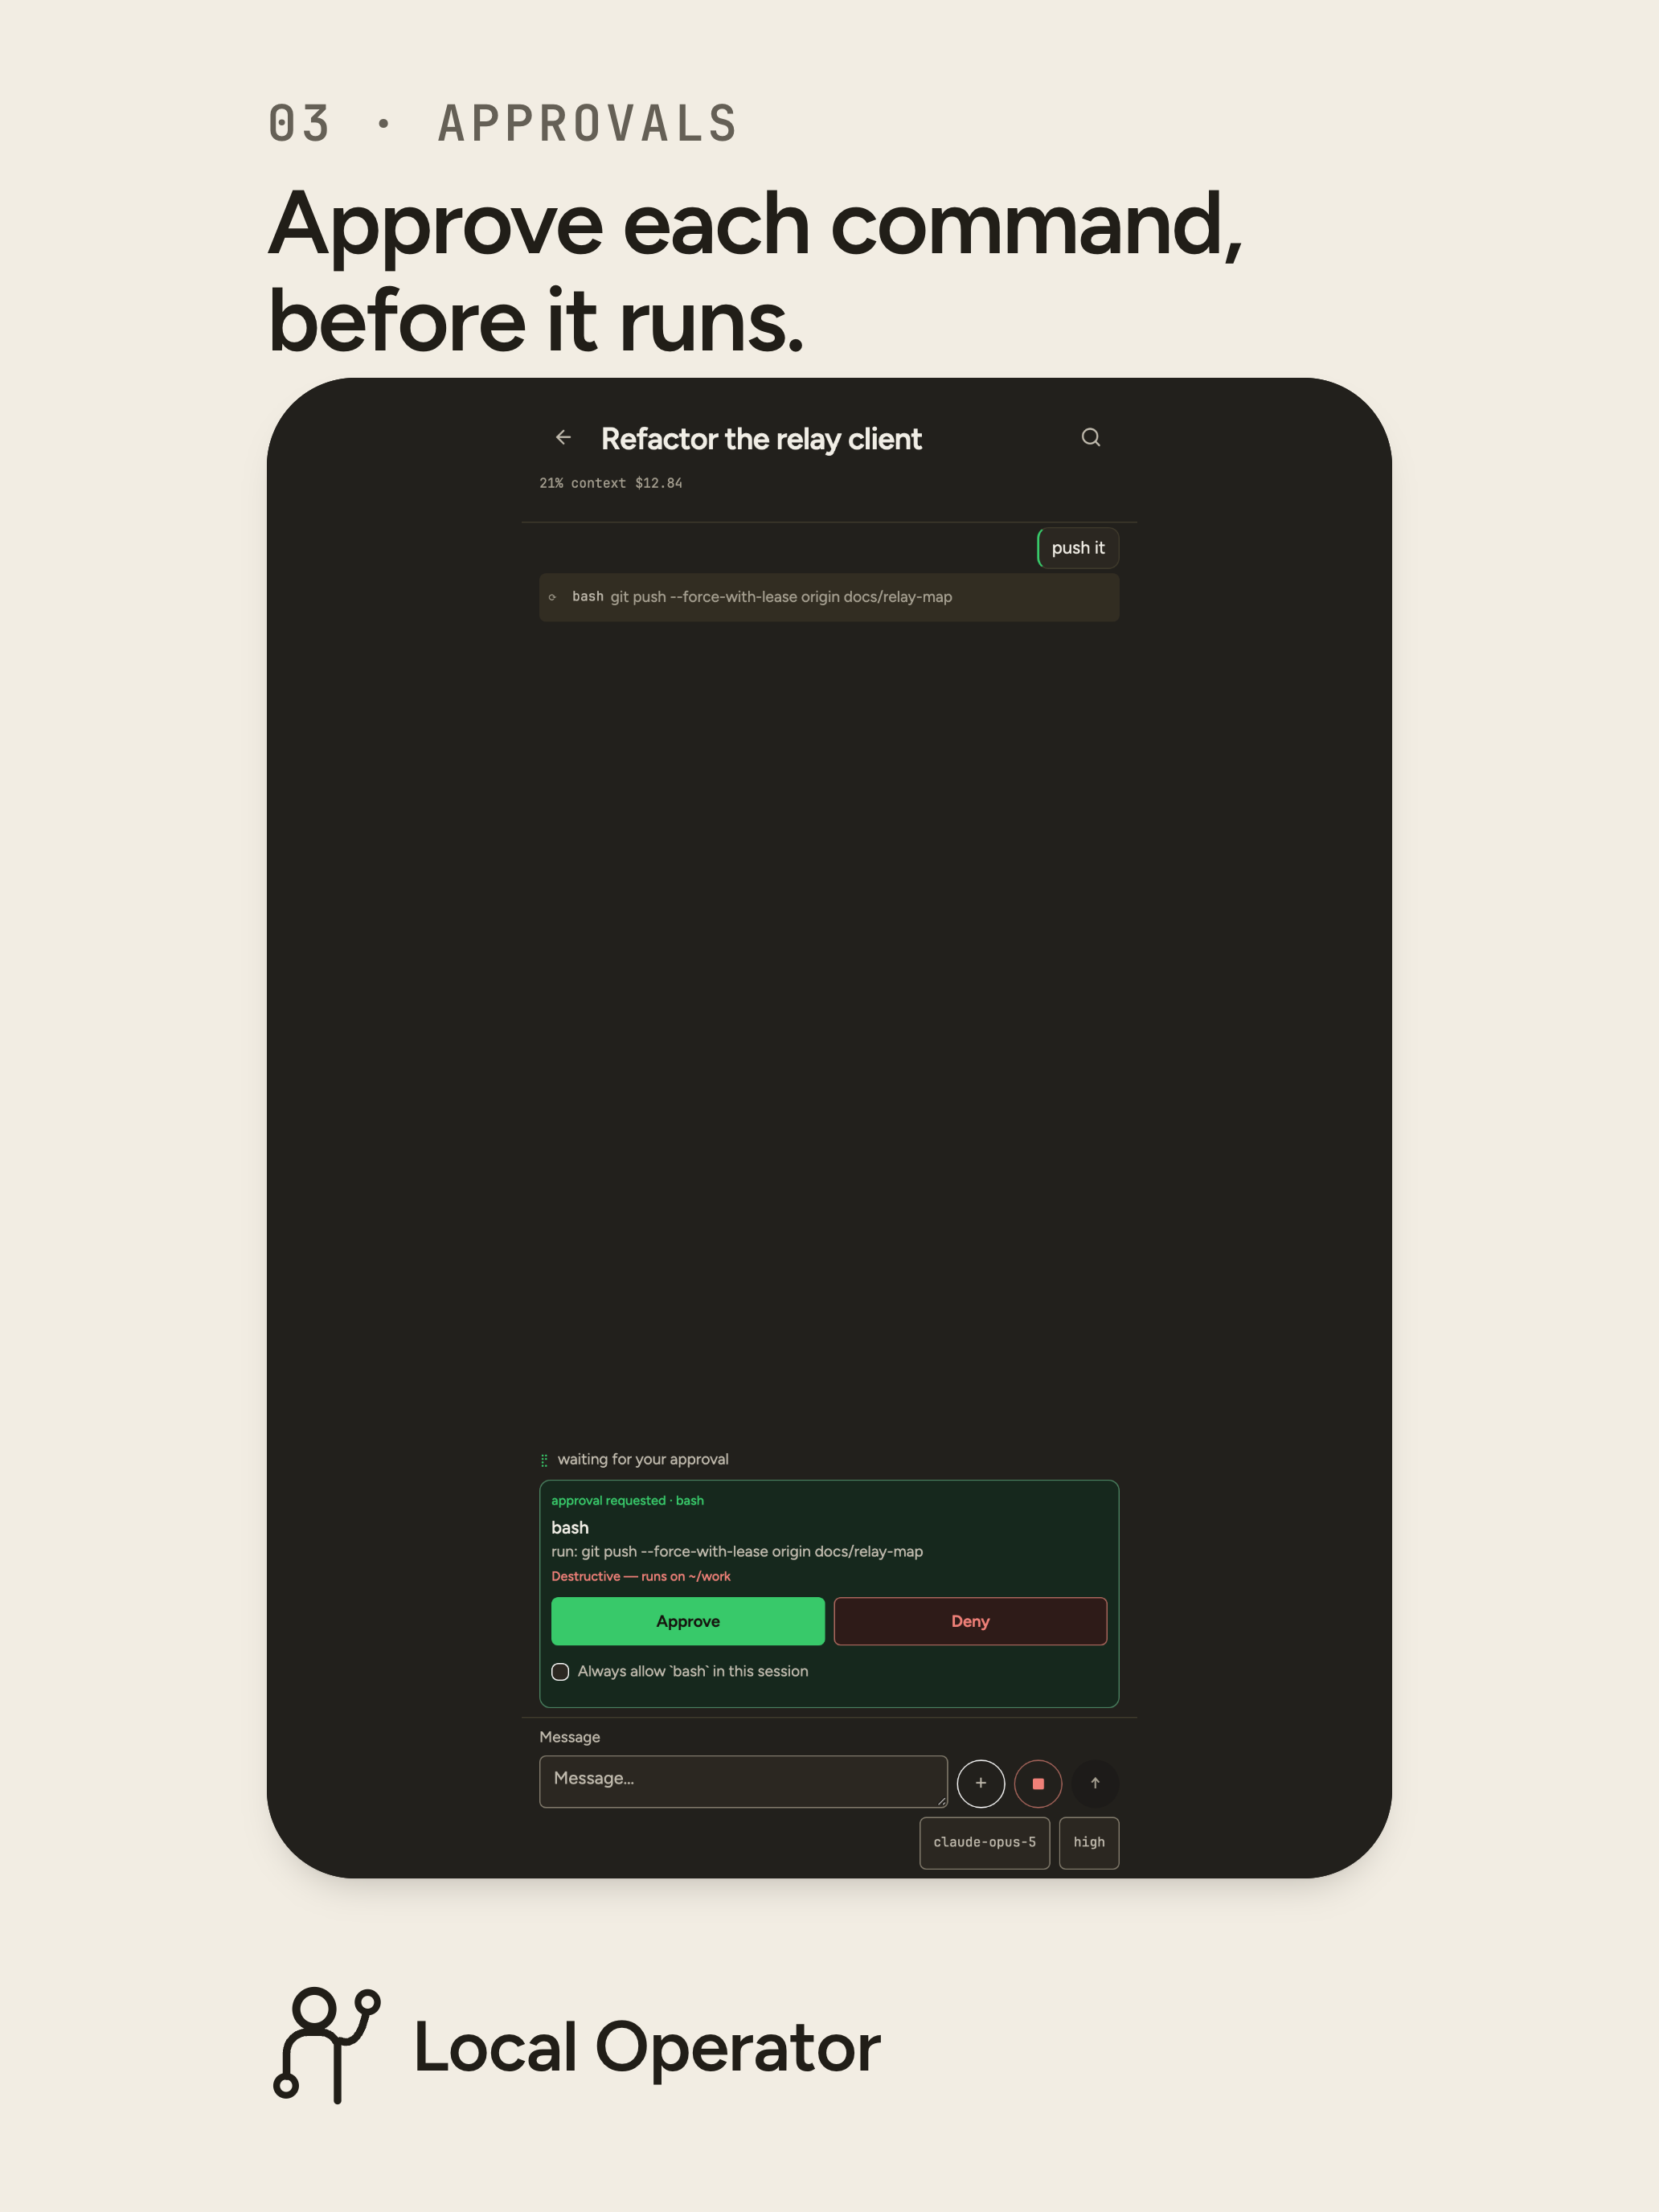 03 · APPROVALS
Approve each command,
before it runs.
Refactor the relay client
21% context $12.84
push it
bash git push --force-with-lease origin docs/relay-map
waiting for your approval
approval requested · bash
bash
run: git push --force-with-lease origin docs/relay-map
Destructive — runs on ~/work
Approve Deny
Always allow `bash` in this session
Message
Message...
claude-opus-5 high
Local Operator